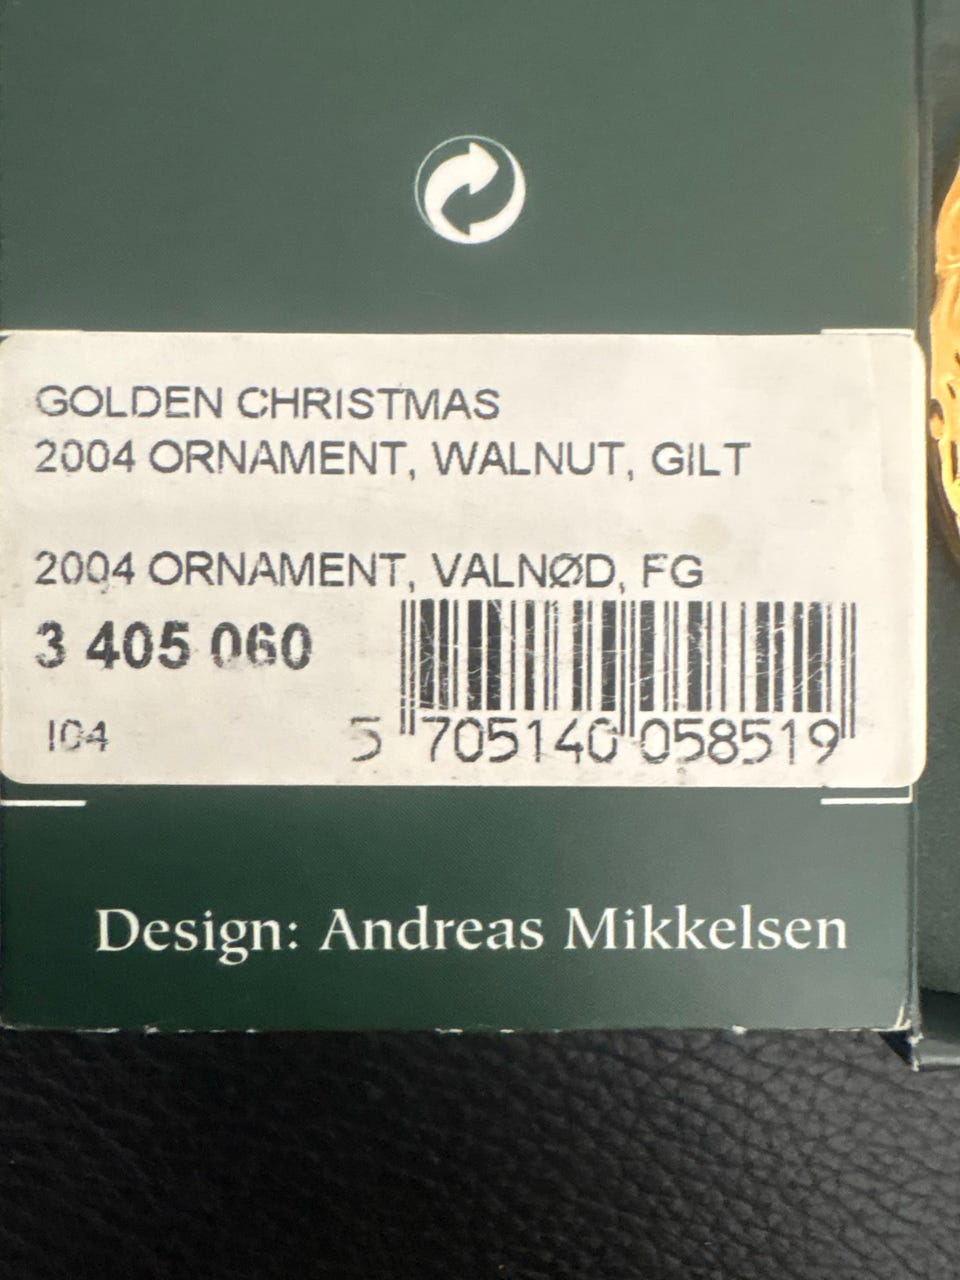 GOLDEN CHRISTMAS
2004 ORNAMENT, WALNUT, GILT
2004 ORNAMENT, VALNØD, FG
3 405 060
I04
5 705140 058519
Design: Andreas Mikkelsen